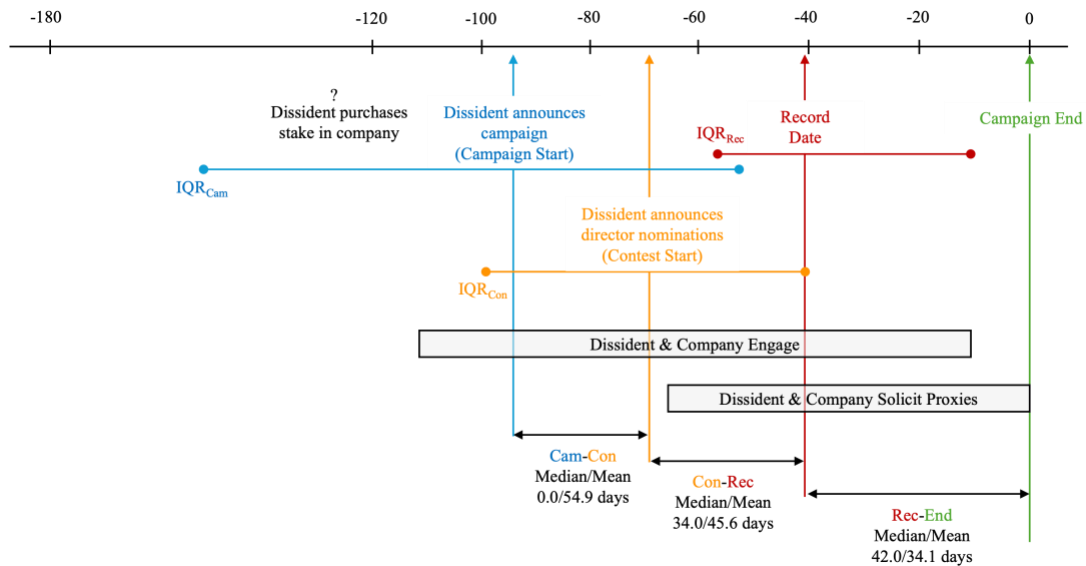 -180 -120 -100 -80 -60 -40 -20 0
?
Dissident purchases
stake in company
Dissident announces
campaign
(Campaign Start)
Record
Date
Campaign End
IQRRec
IQRCam
Dissident announces
director nominations
(Contest Start)
IQRCon
Dissident & Company Engage
Dissident & Company Solicit Proxies
Cam-Con
Median/Mean
0.0/54.9 days
Con-Rec
Median/Mean
34.0/45.6 days
Rec-End
Median/Mean
42.0/34.1 days